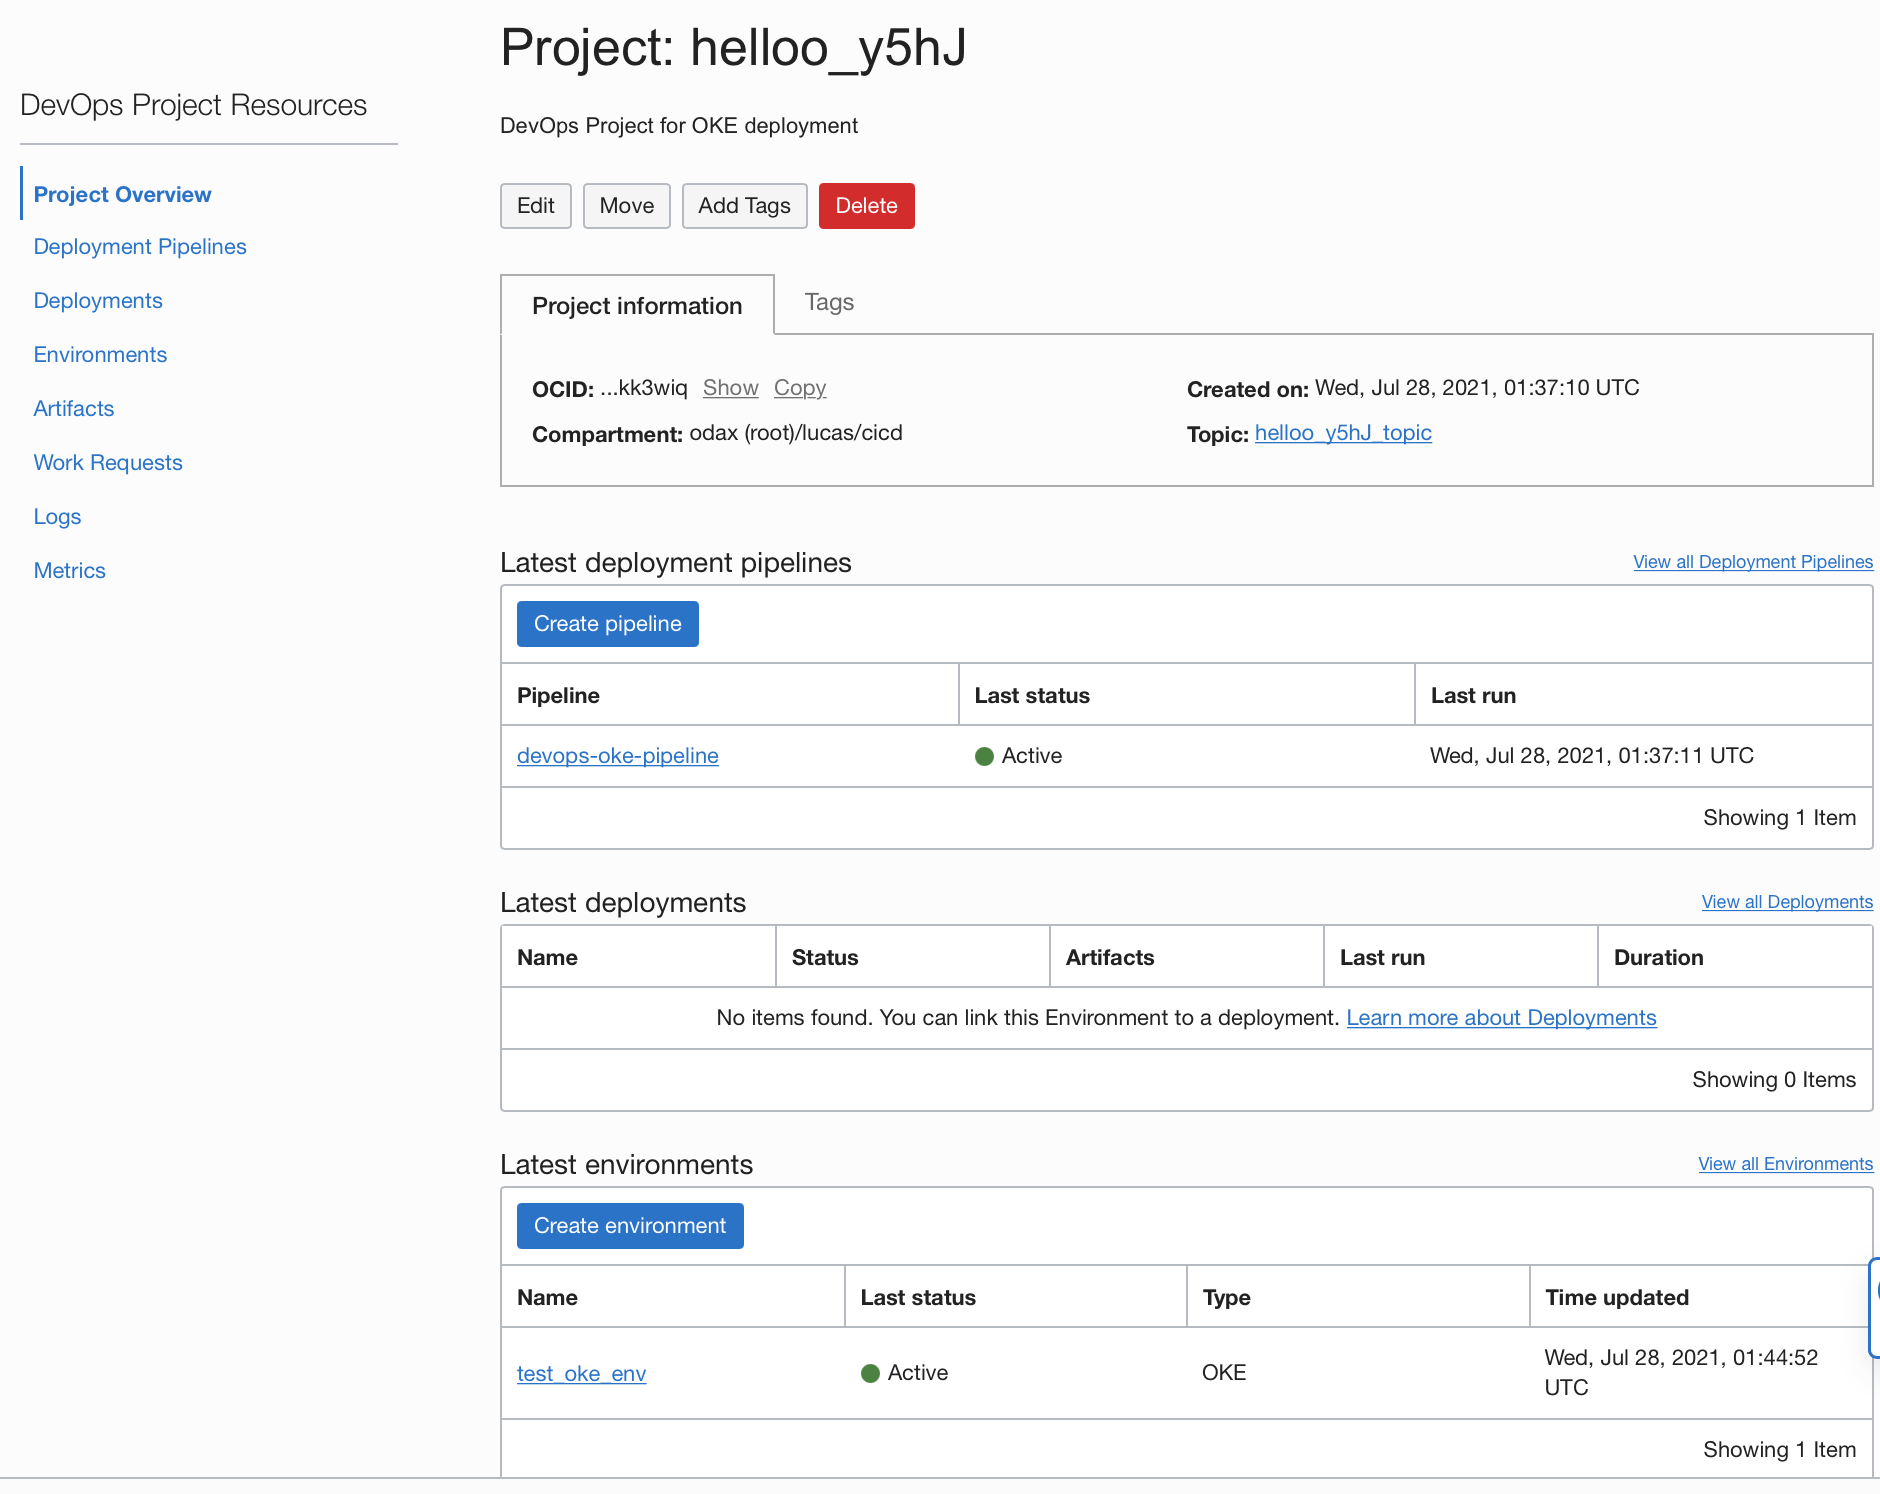 Project: helloo_y5hJ
DevOps Project Resources
DevOps Project for OKE deployment
Project Overview
Deployment Pipelines
Deployments
Environments
Artifacts
Work Requests
Logs
Metrics
Edit Move Add Tags Delete
Project information Tags
OCID: ...kk3wiq Show Copy
Created on: Wed, Jul 28, 2021, 01:37:10 UTC
Compartment: odax (root)/lucas/cicd
Topic: helloo_y5hJ_topic
Latest deployment pipelines View all Deployment Pipelines
Create pipeline
Pipeline Last status Last run
devops-oke-pipeline Active Wed, Jul 28, 2021, 01:37:11 UTC
Showing 1 Item
Latest deployments View all Deployments
Name Status Artifacts Last run Duration
No items found. You can link this Environment to a deployment. Learn more about Deployments
Showing 0 Items
Latest environments View all Environments
Create environment
Name Last status Type Time updated
test_oke_env Active OKE Wed, Jul 28, 2021, 01:44:52
UTC
Showing 1 Item